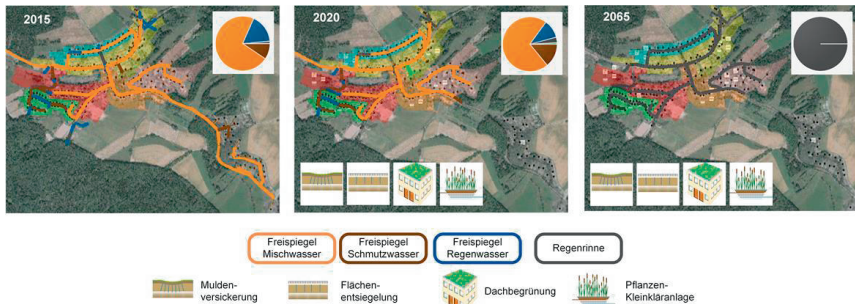 2015
2020
2065
Freispiegel
Mischwasser
Freispiegel
Schmutzwasser
Freispiegel
Regenwasser
Regenrinne
Mulden-
versickerung
Flächen-
entsiegelung
Dachbegrünung
Pflanzen-
Kleinkläranlage